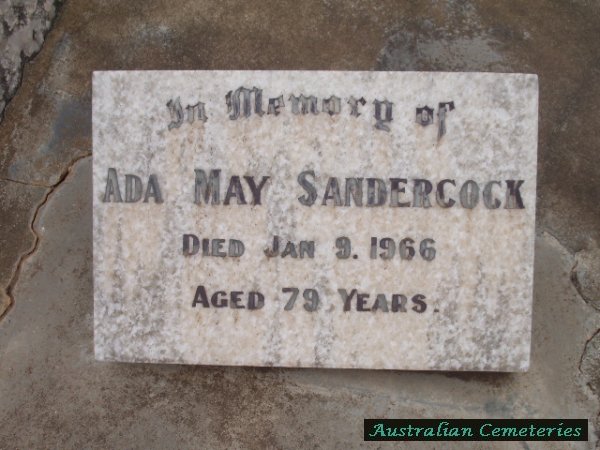 In Memory of
ADA MAY SANDERCOCK
DIED JAN 9. 1966
AGED 79 YEARS.
Australian Cemeteries